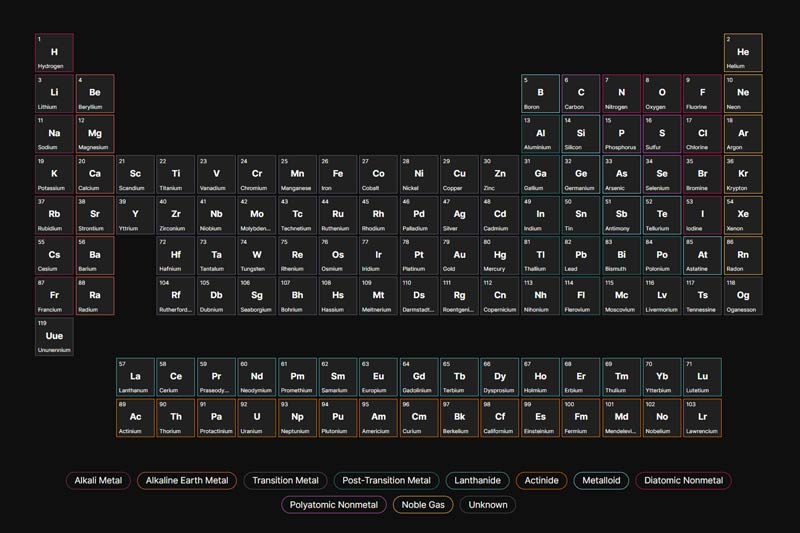 1 2
H He
Hydrogen Helium
3 4 5 6 7 8 9 10
Li Be B C N O F Ne
Lithium Beryllium Boron Carbon Nitrogen Oxygen Fluorine Neon
11 12 13 14 15 16 17 18
Na Mg Al Si P S Cl Ar
Sodium Magnesium Aluminium Silicon Phosphorus Sulfur Chlorine Argon
19 20 21 22 23 24 25 26 27 28 29 30 31 32 33 34 35 36
K Ca Sc Ti V Cr Mn Fe Co Ni Cu Zn Ga Ge As Se Br Kr
Potassium Calcium Scandium Titanium Vanadium Chromium Manganese Iron Cobalt Nickel Copper Zinc Gallium Germanium Arsenic Selenium Bromine Krypton
37 38 39 40 41 42 43 44 45 46 47 48 49 50 51 52 53 54
Rb Sr Y Zr Nb Mo Tc Ru Rh Pd Ag Cd In Sn Sb Te I Xe
Rubidium Strontium Yttrium Zirconium Niobium Molybden... Technetium Ruthenium Rhodium Palladium Silver Cadmium Indium Tin Antimony Tellurium Iodine Xenon
55 56 72 73 74 75 76 77 78 79 80 81 82 83 84 85 86
Cs Ba Hf Ta W Re Os Ir Pt Au Hg Tl Pb Bi Po At Rn
Cesium Barium Hafnium Tantalum Tungsten Rhenium Osmium Iridium Platinum Gold Mercury Thallium Lead Bismuth Polonium Astatine Radon
87 88 104 105 106 107 108 109 110 111 112 113 114 115 116 117 118
Fr Ra Rf Db Sg Bh Hs Mt Ds Rg Cn Nh Fl Mc Lv Ts Og
Francium Radium Rutherford... Dubnium Seaborgium Bohrium Hassium Meitnerium Darmstadt... Roentgeni... Copernicium Nihonium Flerovium Moscovium Livermorium Tennessine Oganesson
119
Uue
Ununennium
57 58 59 60 61 62 63 64 65 66 67 68 69 70 71
La Ce Pr Nd Pm Sm Eu Gd Tb Dy Ho Er Tm Yb Lu
Lanthanum Cerium Praseody... Neodymium Promethium Samarium Europium Gadolinium Terbium Dysprosium Holmium Erbium Thulium Ytterbium Lutetium
89 90 91 92 93 94 95 96 97 98 99 100 101 102 103
Ac Th Pa U Np Pu Am Cm Bk Cf Es Fm Md No Lr
Actinium Thorium Protactinium Uranium Neptunium Plutonium Americium Curium Berkelium Californium Einsteinium Fermium Mendelevi... Nobelium Lawrencium
Alkali Metal Alkaline Earth Metal Transition Metal Post-Transition Metal Lanthanide Actinide Metalloid Diatomic Nonmetal
Polyatomic Nonmetal Noble Gas Unknown